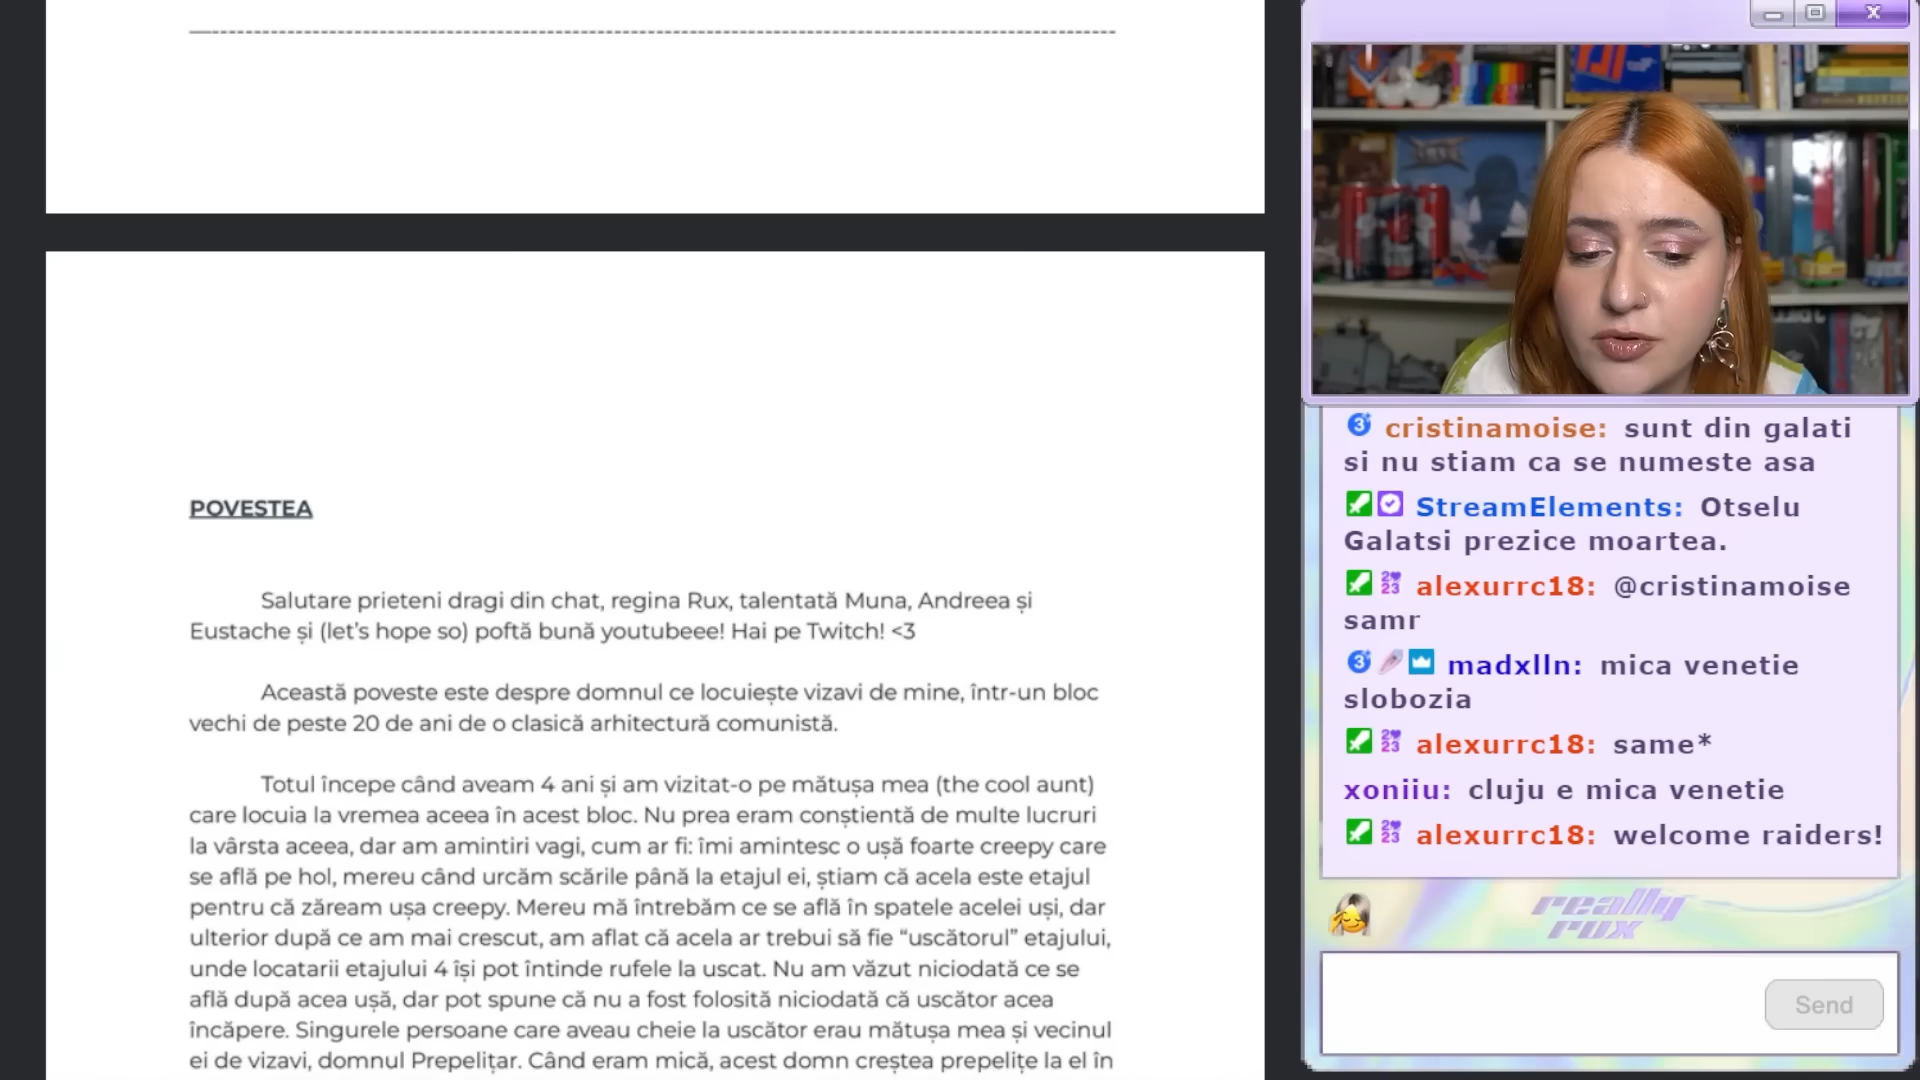 POVESTEA
Salutare prieteni dragi din chat, regina Rux, talentată Muna, Andreea și
Eustache și (let's hope so) poftă bună youtubeee! Hai pe Twitch! <3
Această poveste este despre domnul ce locuiește vizavi de mine, într-un bloc
vechi de peste 20 de ani de o clasică arhitectură comunistă.
Totul începe când aveam 4 ani și am vizitat-o pe mătușa mea (the cool aunt)
care locuia la vremea aceea în acest bloc. Nu prea eram conștientă de multe lucruri
la vârsta aceea, dar am amintiri vagi, cum ar fi: îmi amintesc o ușă foarte creepy care
se află pe hol, mereu când urcăm scările până la etajul ei, știam că acela este etajul
pentru că zăream ușa creepy. Mereu mă întrebăm ce se află în spatele acelei uși, dar
ulterior după ce am mai crescut, am aflat că acela ar trebui să fie “uscătorul” etajului,
unde locatarii etajului 4 își pot întinde rufele la uscat. Nu am văzut niciodată ce se
află după acea ușă, dar pot spune că nu a fost folosită niciodată că uscător acea
încăpere. Singurele persoane care aveau cheie la uscător erau mătușa mea și vecinul
ei de vizavi, domnul Prepelițar. Când eram mică, acest domn creștea prepelițe la el în
cristinamoise: sunt din galati
si nu stiam ca se numeste asa
StreamElements: Otselu
Galatsi prezice moartea.
alexurrc18: @cristinamoise
samr
madxlln: mica venetie
slobozia
alexurrc18: same*
xoniiu: cluju e mica venetie
alexurrc18: welcome raiders!
really
rux
Send